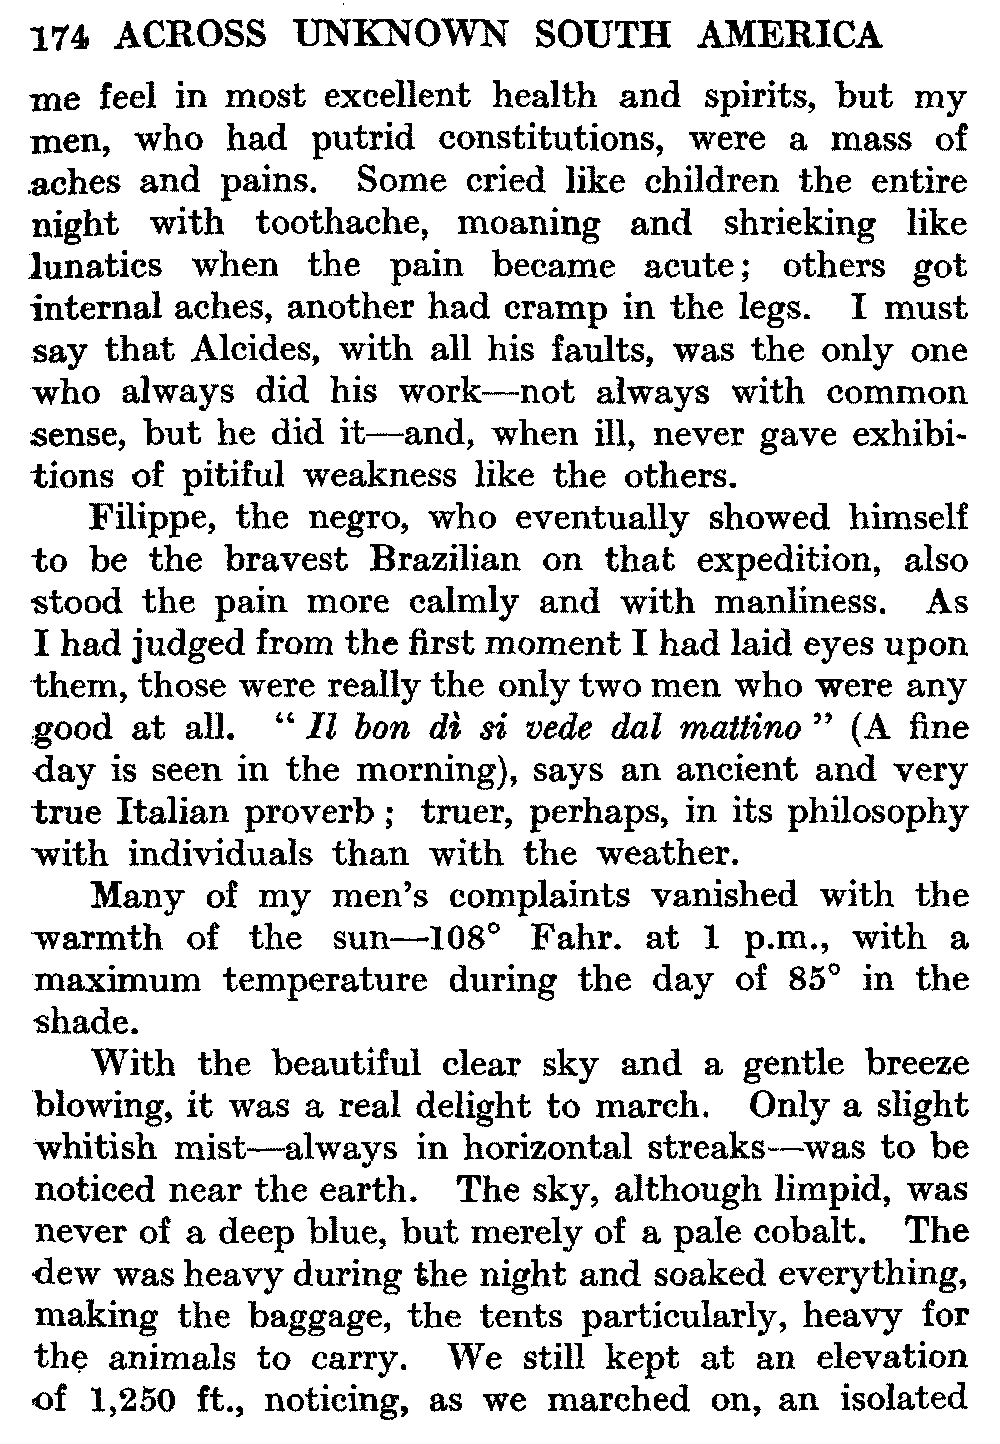 174 ACROSS UNKNOWN SOUTH AMERICA
me feel in most excellent health and spirits, but my
men, who had putrid constitutions, were a mass of
aches and pains. Some cried like children the entire
night with toothache, moaning and shrieking like
lunatics when the pain became acute; others got
internal aches, another had cramp in the legs. I must
say that Alcides, with all his faults, was the only one
who always did his work—not always with common
sense, but he did it—and, when ill, never gave exhibi-
tions of pitiful weakness like the others.
Filippe, the negro, who eventually showed himself
to be the bravest Brazilian on that expedition, also
stood the pain more calmly and with manliness. As
I had judged from the first moment I had laid eyes upon
them, those were really the only two men who were any
good at all. “ Il bon dì si vede dal mattino ” (A fine
day is seen in the morning), says an ancient and very
true Italian proverb ; truer, perhaps, in its philosophy
with individuals than with the weather.
Many of my men’s complaints vanished with the
warmth of the sun—108° Fahr. at 1 p.m., with a
maximum temperature during the day of 85° in the
shade.
With the beautiful clear sky and a gentle breeze
blowing, it was a real delight to march. Only a slight
whitish mist—always in horizontal streaks—was to be
noticed near the earth. The sky, although limpid, was
never of a deep blue, but merely of a pale cobalt. The
dew was heavy during the night and soaked everything,
making the baggage, the tents particularly, heavy for
the animals to carry. We still kept at an elevation
of 1,250 ft., noticing, as we marched on, an isolated